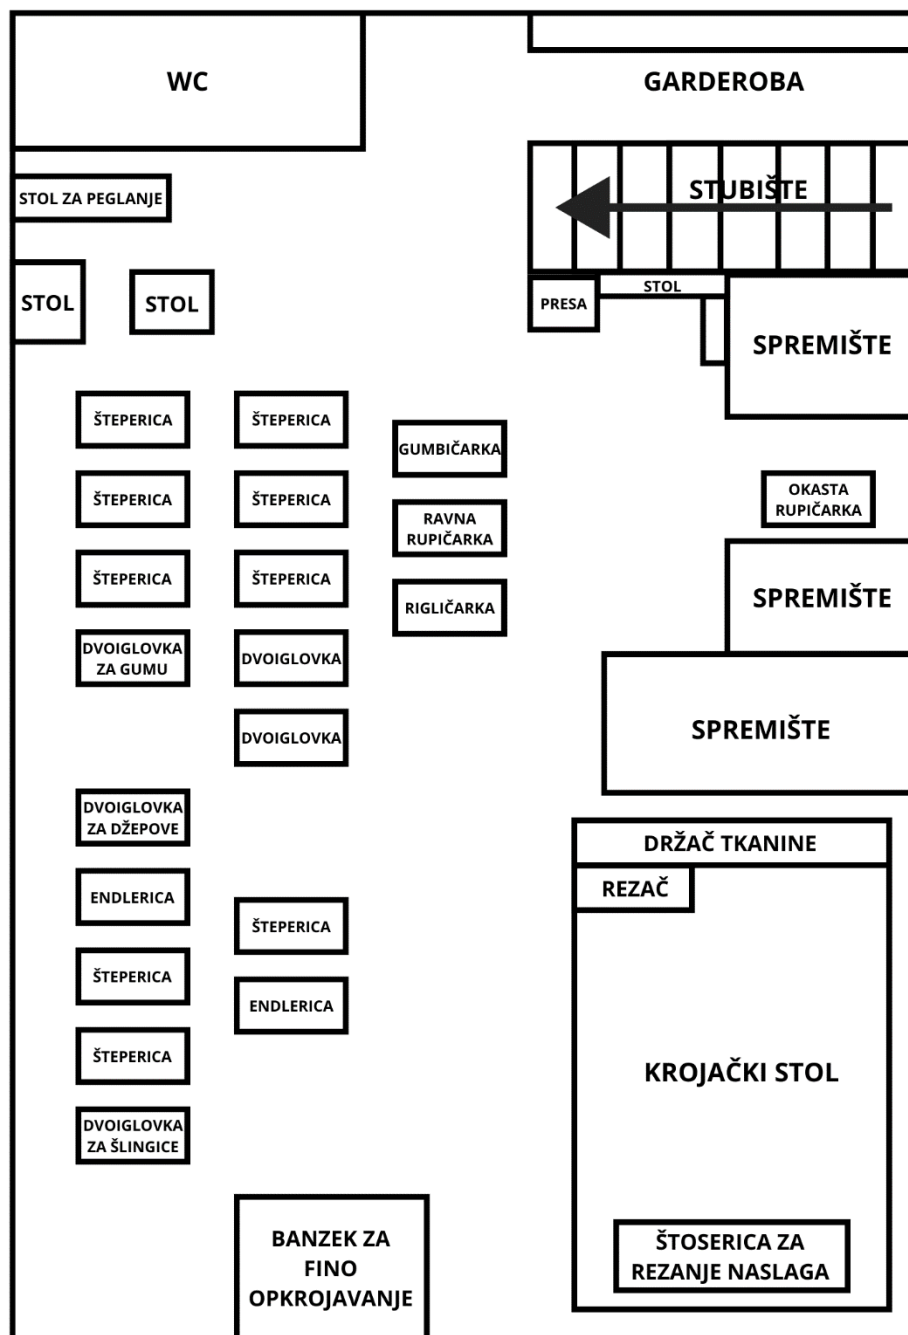 WC
GARDEROBA
STOL ZA PEGLANJE
STUBIŠTE
STOL
STOL
PRESA
STOL
SPREMIŠTE
ŠTEPERICA
ŠTEPERICA
GUMBIČARKA
ŠTEPERICA
ŠTEPERICA
RAVNA
RUPIČARKA
OKASTA
RUPIČARKA
ŠTEPERICA
ŠTEPERICA
RIGLIČARKA
SPREMIŠTE
DVOIGLOVKA
ZA GUMU
DVOIGLOVKA
DVOIGLOVKA
SPREMIŠTE
DVOIGLOVKA
ZA DŽEPOVE
DRŽAČ TKANINE
REZAČ
ENDLERICA
ŠTEPERICA
ŠTEPERICA
ENDLERICA
ŠTEPERICA
KROJAČKI STOL
DVOIGLOVKA
ZA ŠLINGICE
BANZEK ZA
FINO
OPKROJAVANJE
ŠTOSERICA ZA
REZANJE NASLAGA